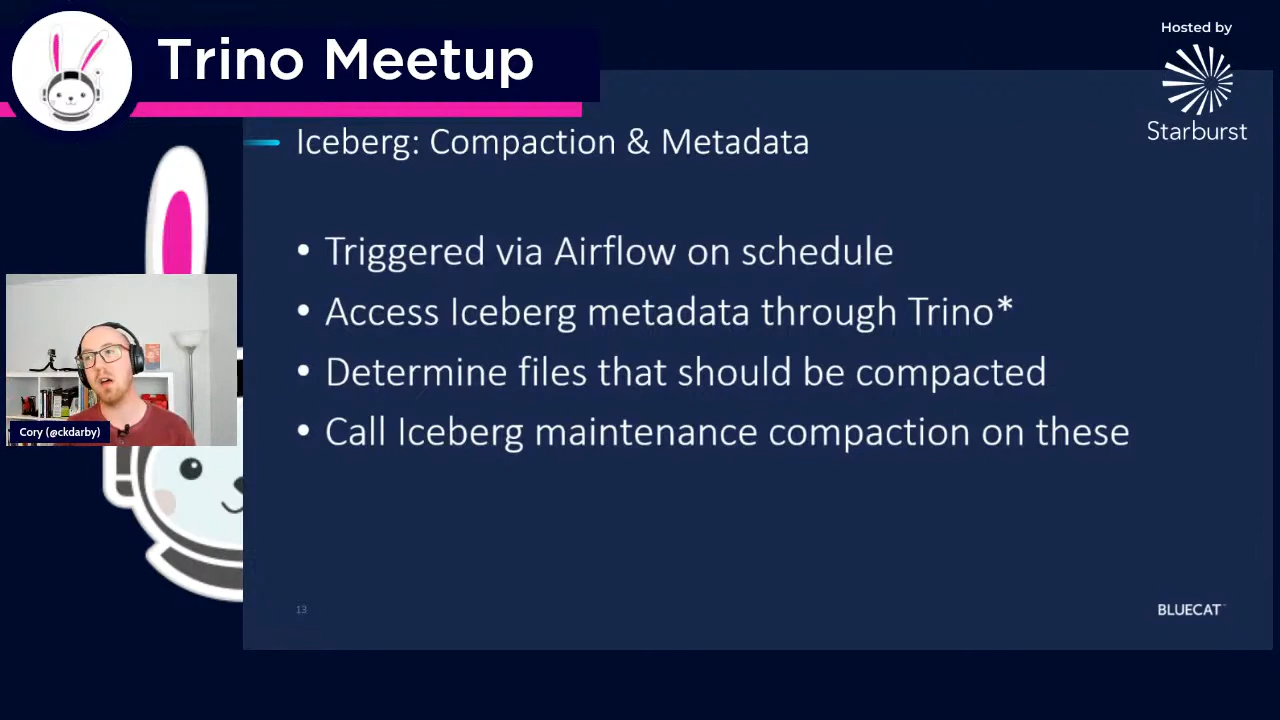 Trino Meetup
Hosted by
Starburst
Iceberg: Compaction & Metadata
• Triggered via Airflow on schedule
• Access Iceberg metadata through Trino*
• Determine files that should be compacted
• Call Iceberg maintenance compaction on these
Cory (@ckdarby)
13
BLUECAT